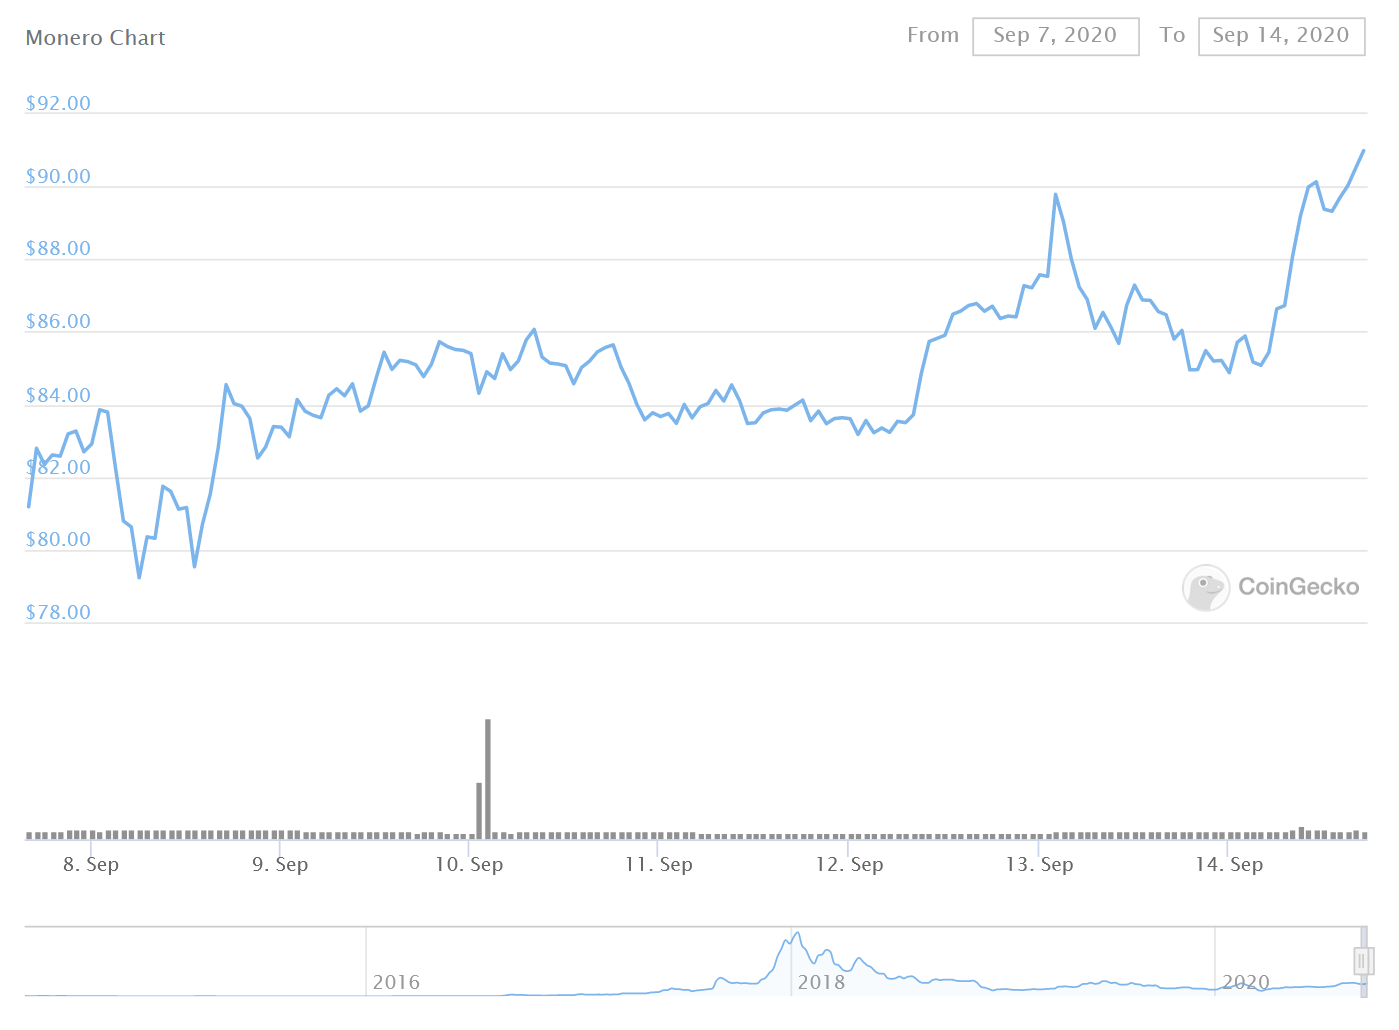 Monero Chart
From Sep 7, 2020 To Sep 14, 2020
$92.00
$90.00
$88.00
$86.00
$84.00
$82.00
$80.00
CoinGecko
$78.00
8. Sep 9. Sep 10. Sep 11. Sep 12. Sep 13. Sep 14. Sep
2016 2018 2020